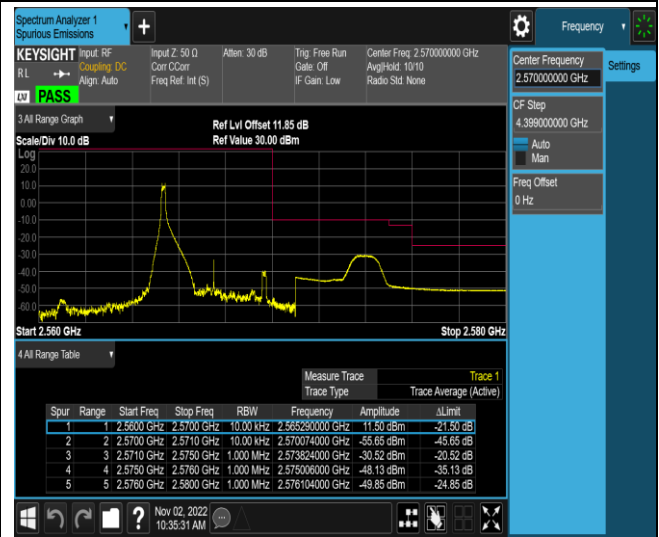 Spectrum Analyzer 1
Spurious Emissions
+
Frequency
KEYSIGHT
RL
LXI
PASS
Input: RF
Coupling: DC
Align: Auto
Input Z: 50 Ω
Corr CCorr
Freq Ref: Int (S)
Atten: 30 dB
Trig: Free Run
Gate: Off
IF Gain: Low
Center Freq: 2.570000000 GHz
Avg|Hold: 10/10
Radio Std: None
Center Frequency
2.570000000 GHz
Settings
CF Step
4.399000000 GHz
Auto
Man
Freq Offset
0 Hz
3 All Range Graph
Ref Lvl Offset 11.85 dB
Scale/Div 10.0 dB
Ref Value 30.00 dBm
Log
20.0
10.0
0.00
-10.0
-20.0
-30.0
-40.0
-50.0
-60.0
Start 2.560 GHz
Stop 2.580 GHz
4 All Range Table
Measure Trace Trace 1
Trace Type Trace Average (Active)
Spur Range Start Freq Stop Freq RBW Frequency Amplitude ΔLimit
1 1 2.5600 GHz 2.5700 GHz 10.00 kHz 2.565290000 GHz 11.50 dBm -21.50 dB
2 2 2.5700 GHz 2.5710 GHz 10.00 kHz 2.570074000 GHz -55.65 dBm -45.65 dB
3 3 2.5710 GHz 2.5750 GHz 1.000 MHz 2.573824000 GHz -30.52 dBm -20.52 dB
4 4 2.5750 GHz 2.5760 GHz 1.000 MHz 2.575006000 GHz -48.13 dBm -35.13 dB
5 5 2.5760 GHz 2.5800 GHz 1.000 MHz 2.576104000 GHz -49.85 dBm -24.85 dB
?
Nov 02, 2022
10:35:31 AM